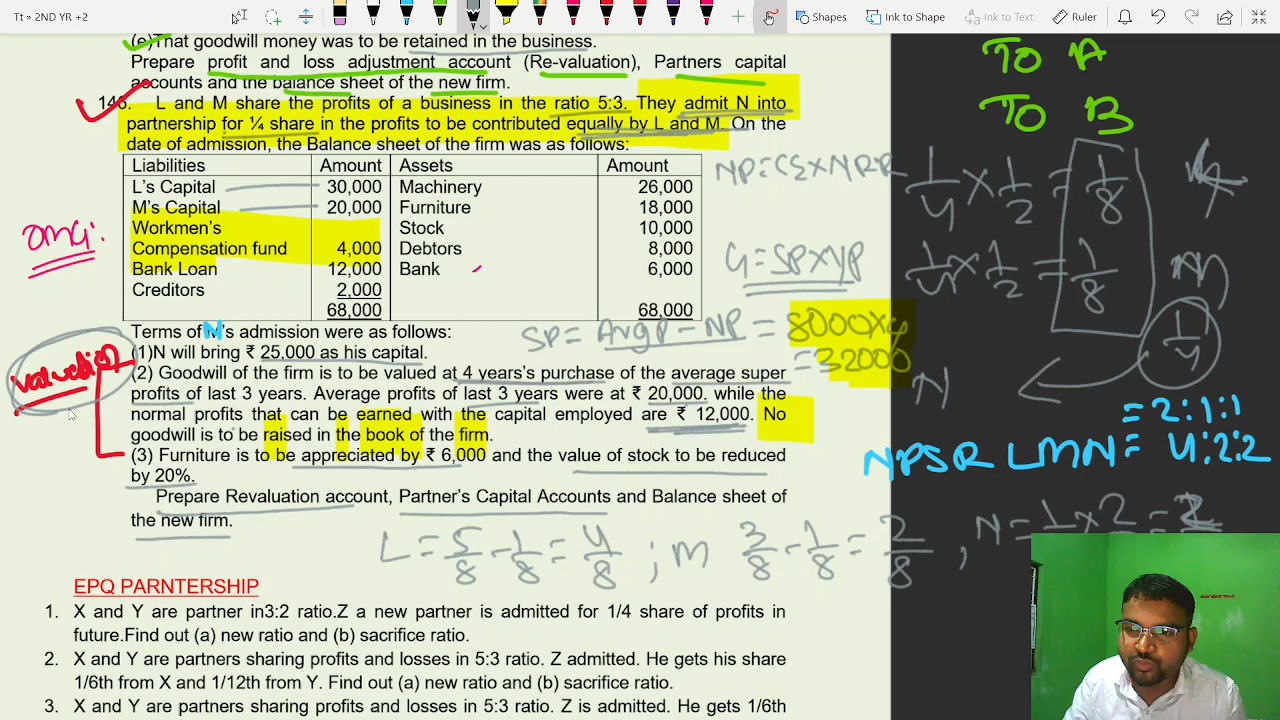 Tt » 2ND YR +2
Shapes Ink to Shape Ink to Text Ruler
(e)That goodwill money was to be retained in the business.
Prepare profit and loss adjustment account (Re-valuation), Partners capital
accounts and the balance sheet of the new firm.
146. L and M share the profits of a business in the ratio 5:3. They admit N into
partnership for ¼ share in the profits to be contributed equally by L and M. On the
date of admission, the Balance sheet of the firm was as follows:
Liabilities Amount Assets Amount
L's Capital 30,000 Machinery 26,000
M's Capital 20,000 Furniture 18,000
Workmen's Stock 10,000
Compensation fund 4,000 Debtors 8,000
Bank Loan 12,000 Bank 6,000
Creditors 2,000
68,000 68,000
Terms of N's admission were as follows:
(1)N will bring ₹ 25,000 as his capital.
(2) Goodwill of the firm is to be valued at 4 years's purchase of the average super
profits of last 3 years. Average profits of last 3 years were at ₹ 20,000. while the
normal profits that can be earned with the capital employed are ₹ 12,000. No
goodwill is to be raised in the book of the firm.
(3) Furniture is to be appreciated by ₹ 6,000 and the value of stock to be reduced
by 20%.
Prepare Revaluation account, Partner's Capital Accounts and Balance sheet of
the new firm.
L = 5/8 - 1/8 = 4/8 ; M 3/8 - 1/8 = 2/8 , N = 1/4 × 2/2 =
EPQ PARNTERSHIP
1. X and Y are partner in3:2 ratio.Z a new partner is admitted for 1/4 share of profits in
future.Find out (a) new ratio and (b) sacrifice ratio.
2. X and Y are partners sharing profits and losses in 5:3 ratio. Z admitted. He gets his share
1/6th from X and 1/12th from Y. Find out (a) new ratio and (b) sacrifice ratio.
3. X and Y are partners sharing profits and losses in 5:3 ratio. Z is admitted. He gets 1/6th
OMG:
valuation
TO A
TO B
NP = CE × NRR
G = SP × YP
SP = Avg P - NP = 8000×4
= 32000
1/4 × 1/2 = 1/8
1/4 × 1/2 = 1/8 M
1/4
N
= 2:1:1
NPSR LMN = 4:2:2